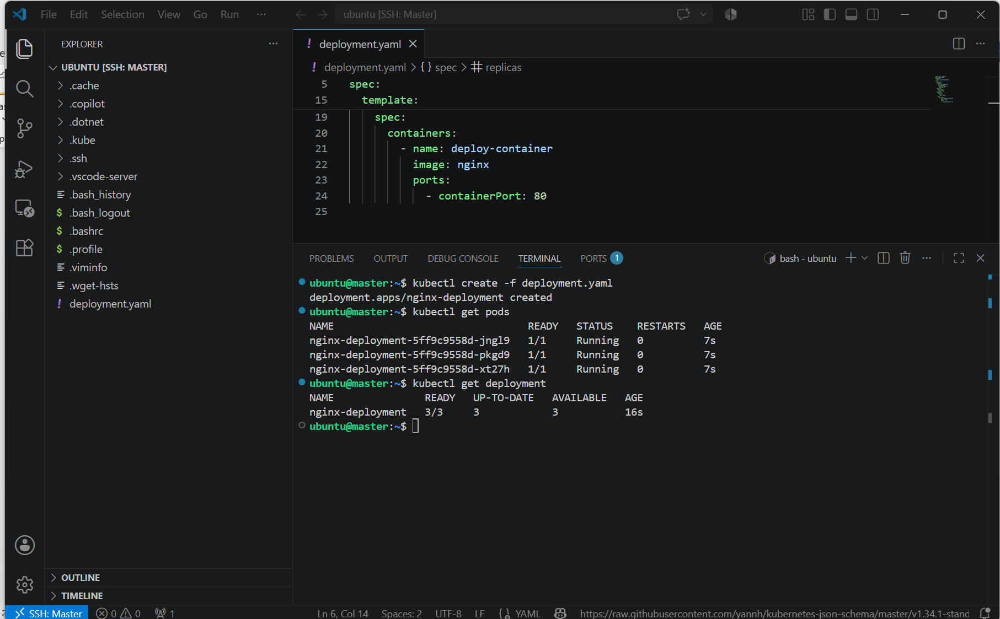 File Edit Selection View Go Run ··· ubuntu [SSH: Master]
EXPLORER
UBUNTU [SSH: MASTER]
.cache
.copilot
.dotnet
.kube
.ssh
.vscode-server
.bash_history
$ .bash_logout
$ .bashrc
$ .profile
.viminfo
.wget-hsts
! deployment.yaml
OUTLINE
TIMELINE
! deployment.yaml
! deployment.yaml > {} spec > # replicas
5 spec:
15 template:
19 spec:
20 containers:
21 - name: deploy-container
22 image: nginx
23 ports:
24 - containerPort: 80
25
PROBLEMS OUTPUT DEBUG CONSOLE TERMINAL PORTS 1 bash - ubuntu
ubuntu@master:~$ kubectl create -f deployment.yaml
deployment.apps/nginx-deployment created
ubuntu@master:~$ kubectl get pods
NAME READY STATUS RESTARTS AGE
nginx-deployment-5ff9c9558d-jngl9 1/1 Running 0 7s
nginx-deployment-5ff9c9558d-pkgd9 1/1 Running 0 7s
nginx-deployment-5ff9c9558d-xt27h 1/1 Running 0 7s
ubuntu@master:~$ kubectl get deployment
NAME READY UP-TO-DATE AVAILABLE AGE
nginx-deployment 3/3 3 3 16s
ubuntu@master:~$
SSH: Master 0 0 1 Ln 6, Col 14 Spaces: 2 UTF-8 LF {} YAML https://raw.githubusercontent.com/yannh/kubernetes-json-schema/master/v1.34.1-stand